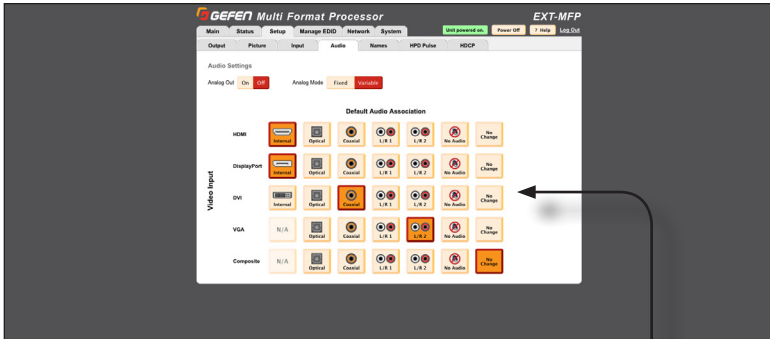 GEFEN Multi Format Processor EXT-MFP
Main Status Setup Manage EDID Network System Unit powered on. Power Off ? Help Log Out
Output Picture Input Audio Names HPD Pulse HDCP
Audio Settings
Analog Out On Off Analog Mode Fixed Variable
Default Audio Association
Video Input
HDMI Internal Optical Coaxial L/R 1 L/R 2 No Audio No Change
DisplayPort Internal Optical Coaxial L/R 1 L/R 2 No Audio No Change
DVI Internal Optical Coaxial L/R 1 L/R 2 No Audio No Change
VGA N/A Optical Coaxial L/R 1 L/R 2 No Audio No Change
Composite N/A Optical Coaxial L/R 1 L/R 2 No Audio No Change